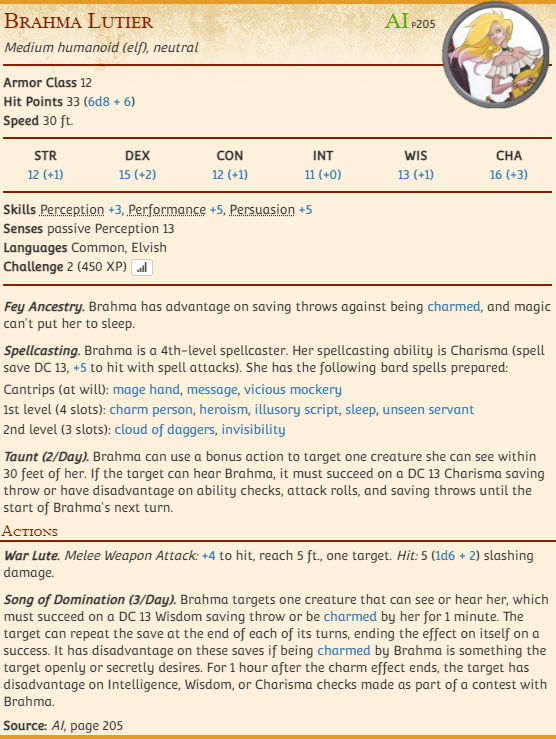 Brahma Lutier
AI p205
Medium humanoid (elf), neutral
Armor Class 12
Hit Points 33 (6d8 + 6)
Speed 30 ft.
STR DEX CON INT WIS CHA
12 (+1) 15 (+2) 12 (+1) 11 (+0) 13 (+1) 16 (+3)
Skills Perception +3, Performance +5, Persuasion +5
Senses passive Perception 13
Languages Common, Elvish
Challenge 2 (450 XP)
Fey Ancestry. Brahma has advantage on saving throws against being charmed, and magic
can't put her to sleep.
Spellcasting. Brahma is a 4th-level spellcaster. Her spellcasting ability is Charisma (spell
save DC 13, +5 to hit with spell attacks). She has the following bard spells prepared:
Cantrips (at will): mage hand, message, vicious mockery
1st level (4 slots): charm person, heroism, illusory script, sleep, unseen servant
2nd level (3 slots): cloud of daggers, invisibility
Taunt (2/Day). Brahma can use a bonus action to target one creature she can see within
30 feet of her. If the target can hear Brahma, it must succeed on a DC 13 Charisma saving
throw or have disadvantage on ability checks, attack rolls, and saving throws until the
start of Brahma's next turn.
Actions
War Lute. Melee Weapon Attack: +4 to hit, reach 5 ft., one target. Hit: 5 (1d6 + 2) slashing
damage.
Song of Domination (3/Day). Brahma targets one creature that can see or hear her, which
must succeed on a DC 13 Wisdom saving throw or be charmed by her for 1 minute. The
target can repeat the save at the end of each of its turns, ending the effect on itself on a
success. It has disadvantage on these saves if being charmed by Brahma is something the
target openly or secretly desires. For 1 hour after the charm effect ends, the target has
disadvantage on Intelligence, Wisdom, or Charisma checks made as part of a contest with
Brahma.
Source: AI, page 205